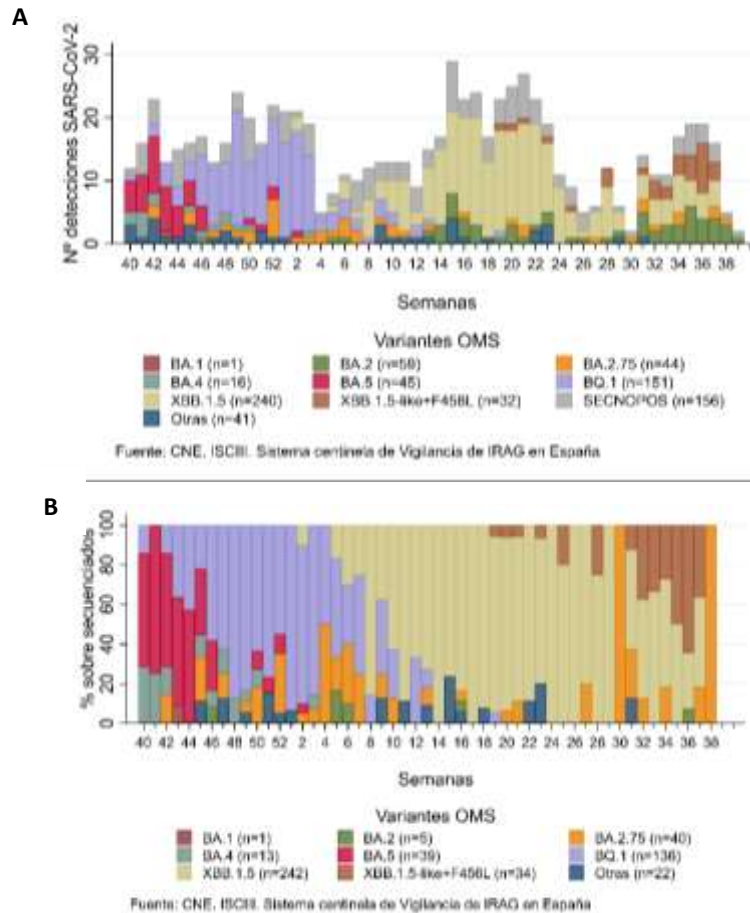 A
Nº detecciones SARS-CoV-2
30
20
10
0
40 42 44 46 48 50 52 2 4 6 8 10 12 14 16 18 20 22 24 26 28 30 32 34 36 38
Semanas
Variantes OMS
BA.1 (n=1) BA.2 (n=59) BA.2.75 (n=44)
BA.4 (n=16) BA.5 (n=45) BQ.1 (n=151)
XBB.1.5 (n=240) XBB.1.5-like+F456L (n=32) SECNOPOS (n=156)
Otras (n=41)
Fuente: CNE. ISCIII. Sistema centinela de Vigilancia de IRAG en España
B
% sobre secuenciados
100
80
60
40
20
0
40 42 44 46 48 50 52 2 4 6 8 10 12 14 16 18 20 22 24 26 28 30 32 34 36 38
Semanas
Variantes OMS
BA.1 (n=1) BA.2 (n=5) BA.2.75 (n=40)
BA.4 (n=13) BA.5 (n=39) BQ.1 (n=136)
XBB.1.5 (n=242) XBB.1.5-like+F456L (n=34) Otras (n=22)
Fuente: CNE. ISCIII. Sistema centinela de Vigilancia de IRAG en España